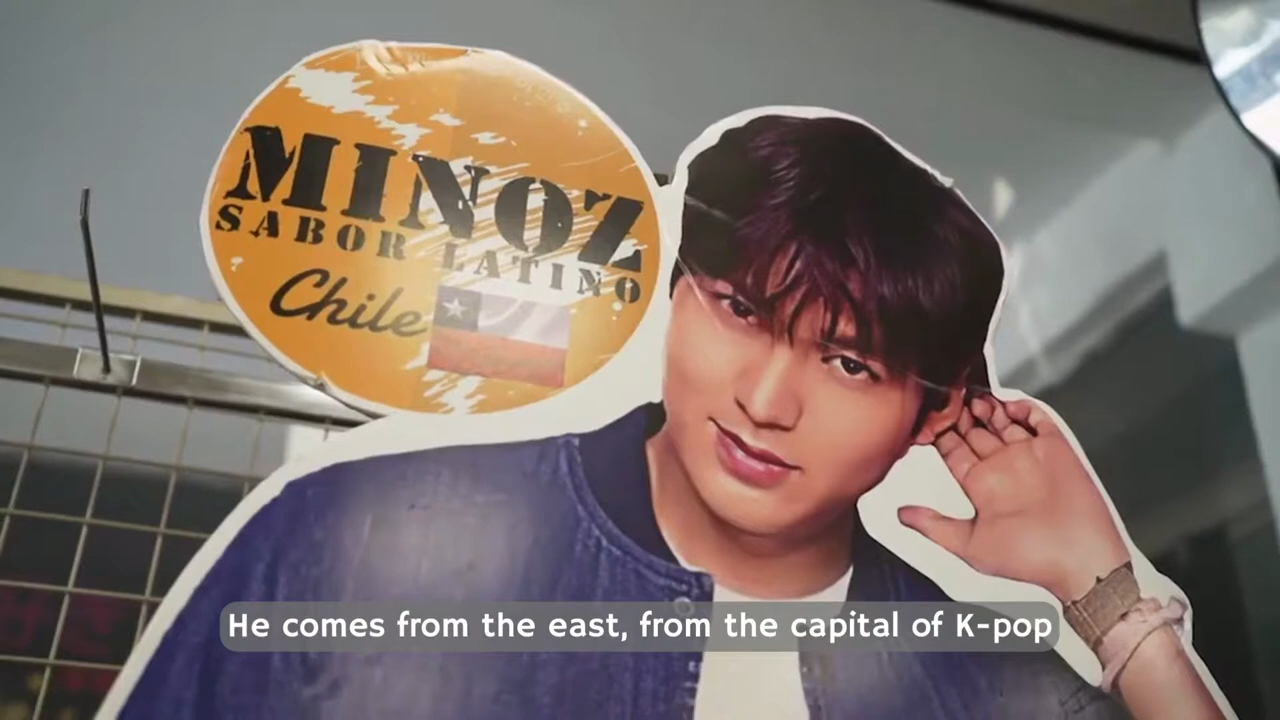 MINOZ
SABOR LATINO
Chile
He comes from the east, from the capital of K-pop